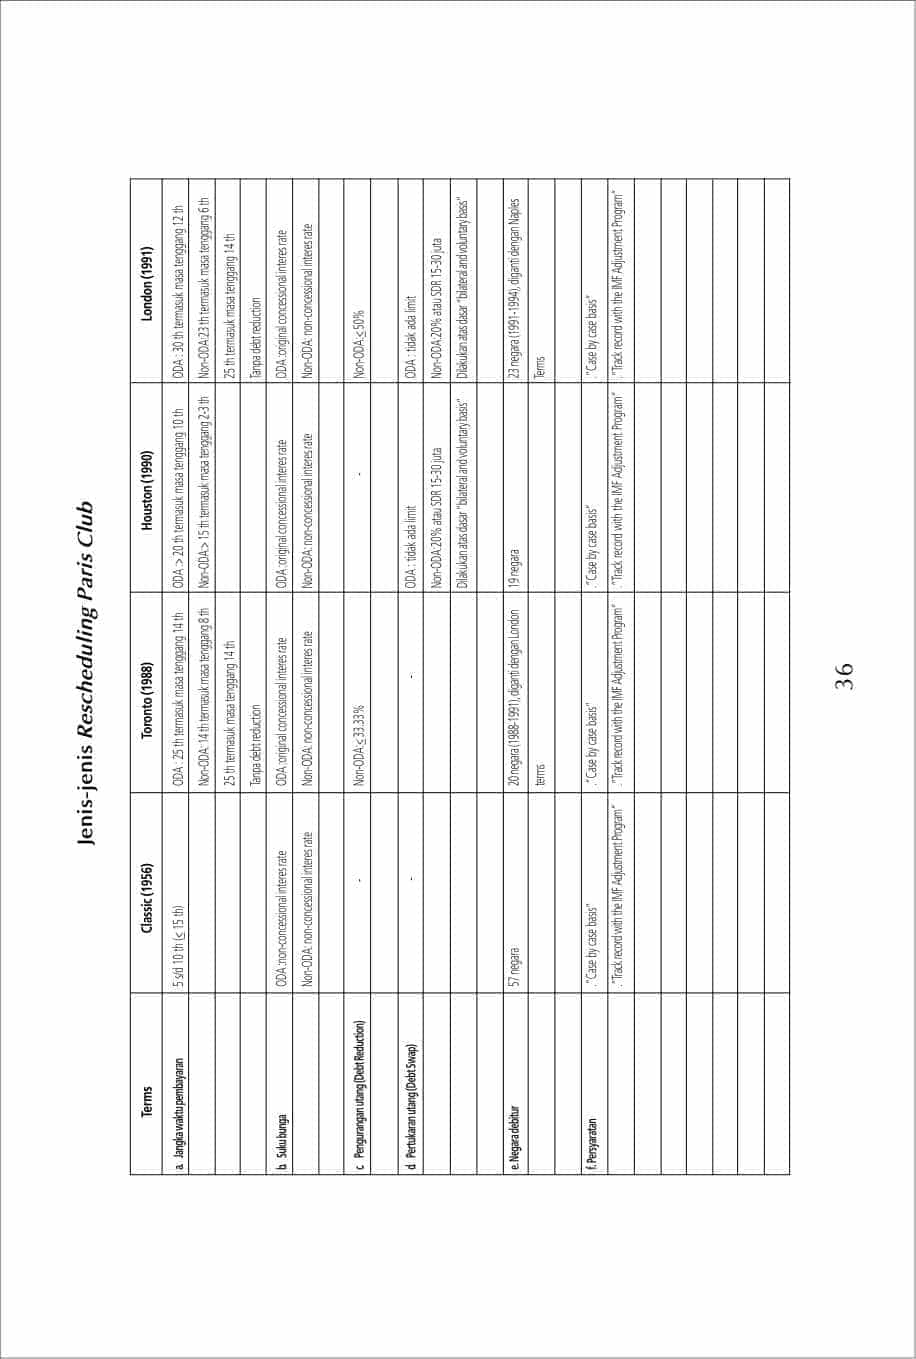 Jenis-jenis Rescheduling Paris Club
Terms Classic (1956) Toronto (1988) Houston (1990) London (1991)
a. Jangka waktu pembayaran 5 s/d 10 th (≤ 15 th) ODA : 25 th termasuk masa tenggang 14 th ODA > 20 th termasuk masa tenggang 10 th ODA : 30 th termasuk masa tenggang 12 th
Non-ODA: 14 th termasuk masa tenggang 8 th Non-ODA:> 15 th termasuk masa tenggang 2-3 th Non-ODA:23 th termasuk masa tenggang 6 th
25 th termasuk masa tenggang 14 th 25 th termasuk masa tenggang 14 th
Tanpa debt reduction Tanpa debt reduction
b. Suku bunga ODA :non-concessional interes rate ODA :original concessional interes rate ODA :original concessional interes rate ODA :original concessional interes rate
Non-ODA: non-concessional interes rate Non-ODA: non-concessional interes rate Non-ODA: non-concessional interes rate Non-ODA: non-concessional interes rate
c Pengurangan utang (Debt Reduction) - Non-ODA:≤ 33.33% - Non-ODA:≤ 50%
d Pertukaran utang (Debt Swap) - - ODA : tidak ada limit ODA : tidak ada limit
Non-ODA:20% atau SDR 15-30 juta Non-ODA:20% atau SDR 15-30 juta
Dilakukan atas dasar "bilateral and voluntary basis" Dilakukan atas dasar "bilateral and voluntary basis"
e. Negara debitur 57 negara 20 negara (1988-1991), diganti dengan London 19 negara 23 negara (1991-1994), diganti dengan Naples
terms Terms
f. Persyaratan . "Case by case basis" . "Case by case basis" . "Case by case basis" . "Case by case basis"
. "Track record with the IMF Adjustment Program" . "Track record with the IMF Adjustment Program" . "Track record with the IMF Adjustment Program" . "Track record with the IMF Adjustment Program"
36